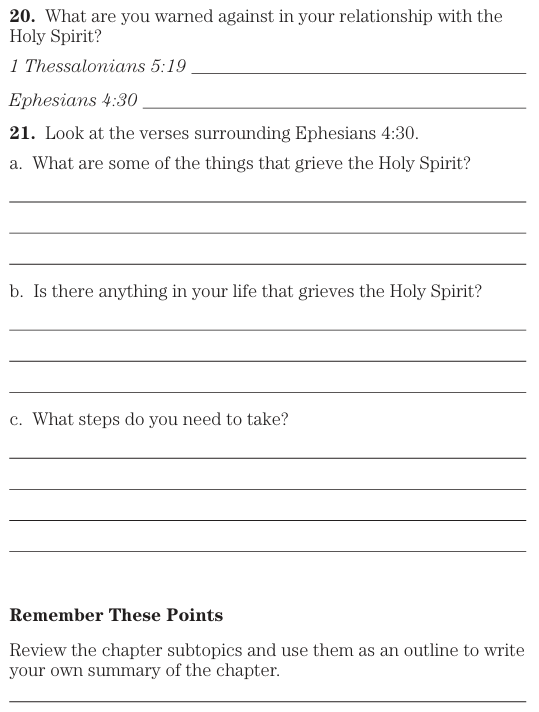 20. What are you warned against in your relationship with the
Holy Spirit?
1 Thessalonians 5:19
Ephesians 4:30
21. Look at the verses surrounding Ephesians 4:30.
a. What are some of the things that grieve the Holy Spirit?
b. Is there anything in your life that grieves the Holy Spirit?
c. What steps do you need to take?
Remember These Points
Review the chapter subtopics and use them as an outline to write
your own summary of the chapter.